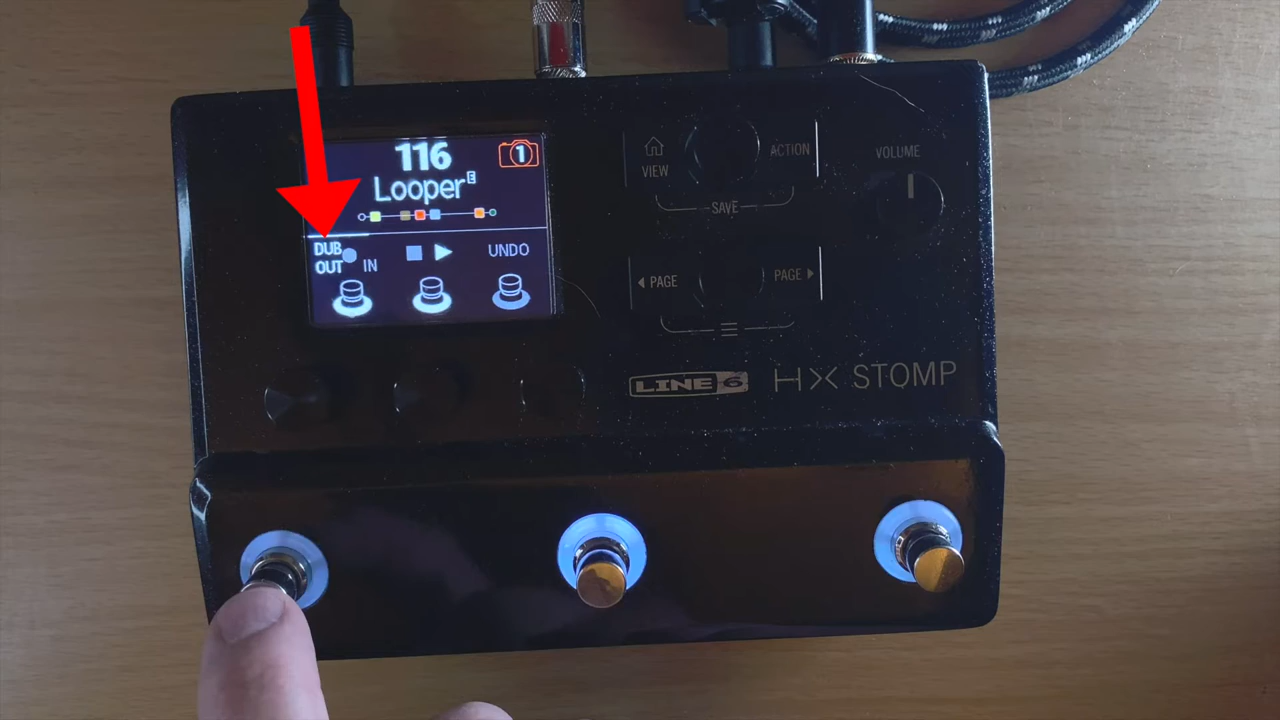 116
1
Looper E
DUB
OUT
IN
UNDO
VIEW
ACTION
SAVE
PAGE
PAGE
VOLUME
LINE 6
HX STOMP